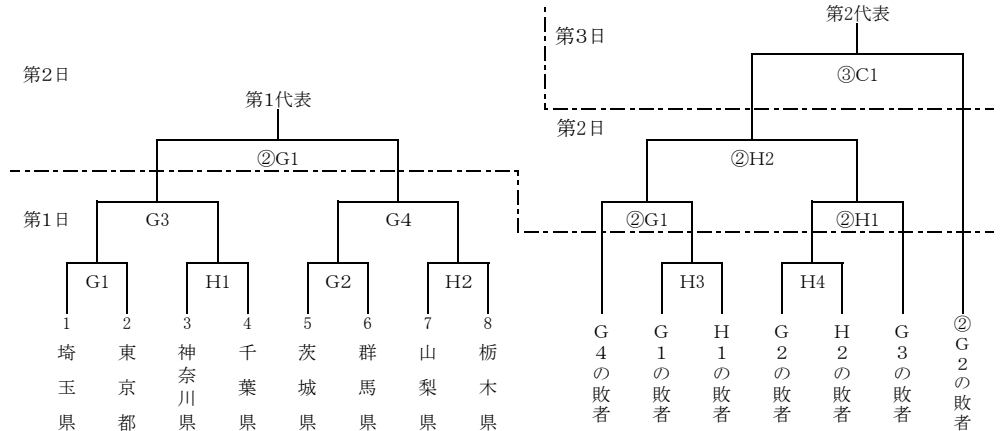 第2代表
第3日
③C1
第2日
第1代表
②G1
第2日
②H2
第1日
G3
G4
②G1
②H1
G1
H1
G2
H2
H3
H4
1
2
3
4
5
6
7
8
埼玉県
東京都
神奈川県
千葉県
茨城県
群馬県
山梨県
栃木県
G4の敗者
G1の敗者
H1の敗者
G2の敗者
H2の敗者
G3の敗者
②G2の敗者